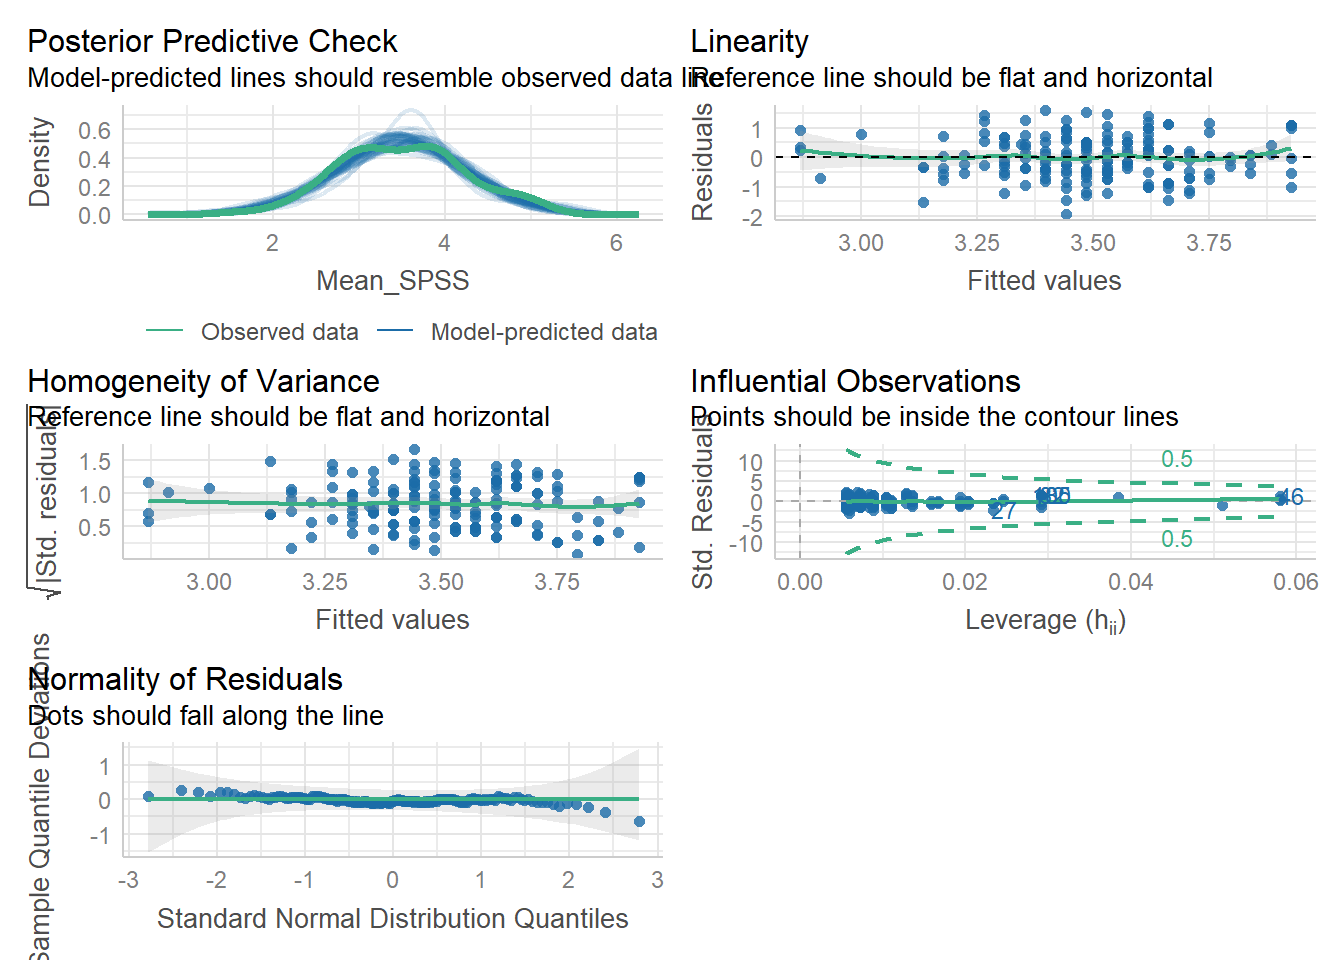 Posterior Predictive Check
Model-predicted lines should resemble observed data line
Density
0.6
0.4
0.2
0.0
2 4 6
Mean_SPSS
Observed data Model-predicted data
Linearity
Reference line should be flat and horizontal
Residuals
1
0
-1
-2
3.00 3.25 3.50 3.75
Fitted values
Homogeneity of Variance
Reference line should be flat and horizontal
√|Std. residuals|
1.5
1.0
0.5
3.00 3.25 3.50 3.75
Fitted values
Influential Observations
Points should be inside the contour lines
Std. Residuals
10
5
0
-5
-10
0.5
46
27
0.5
0.00 0.02 0.04 0.06
Leverage (hii)
Normality of Residuals
Dots should fall along the line
Sample Quantile Deviations
1
0
-1
-3 -2 -1 0 1 2 3
Standard Normal Distribution Quantiles